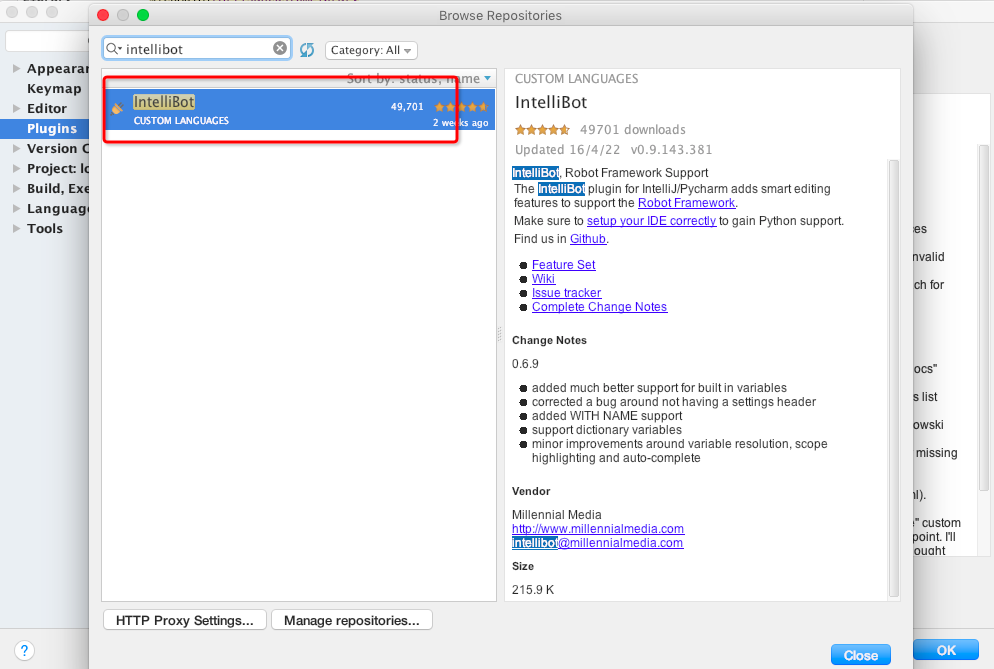 Browse Repositories
intellibot
Category: All
Appearan
Keymap
Editor
Plugins
Version C
Project: lo
Build, Exe
Language
Tools
Sort by: status, name
IntelliBot
49,701
CUSTOM LANGUAGES
2 weeks ago
CUSTOM LANGUAGES
IntelliBot
49701 downloads
Updated 16/4/22 v0.9.143.381
IntelliBot, Robot Framework Support
The IntelliBot plugin for IntelliJ/Pycharm adds smart editing
features to support the Robot Framework.
Make sure to setup your IDE correctly to gain Python support.
Find us in Github.
Feature Set
Wiki
Issue tracker
Complete Change Notes
Change Notes
0.6.9
added much better support for built in variables
corrected a bug around not having a settings header
added WITH NAME support
support dictionary variables
minor improvements around variable resolution, scope
highlighting and auto-complete
Vendor
Millennial Media
http://www.millennialmedia.com
intellibot@millennialmedia.com
Size
215.9 K
HTTP Proxy Settings...
Manage repositories...
Close
?
ces
nvalid
ch for
ocs"
s list
owski
missing
nl).
e" custom
point. I'll
ought
OK